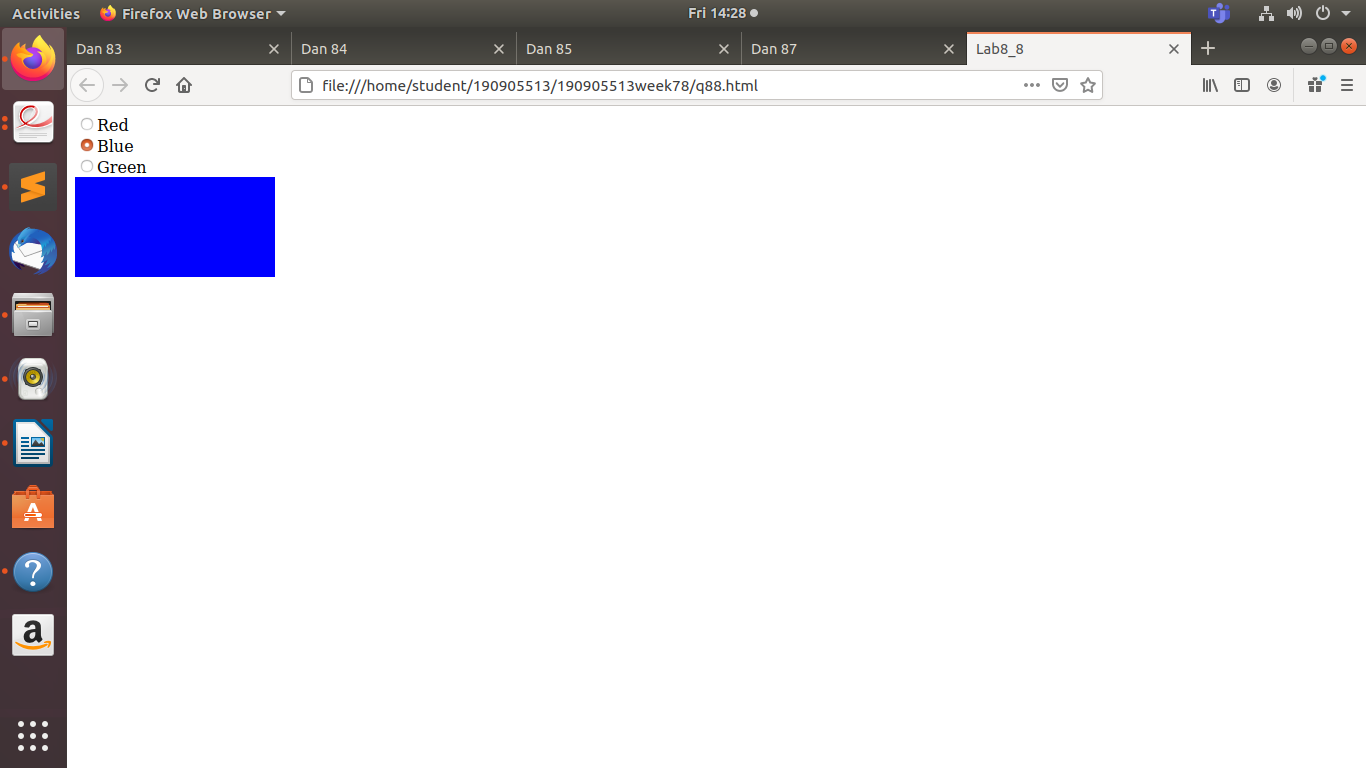 Activities Firefox Web Browser Fri 14:28
Dan 83 Dan 84 Dan 85 Dan 87 Lab8_8
file:///home/student/190905513/190905513week78/q88.html
Red
Blue
Green